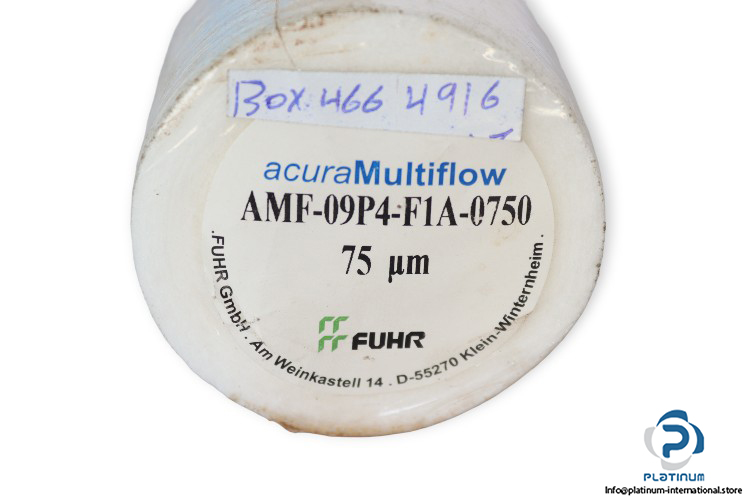 Box 466 4916
acuraMultiflow
AMF-09P4-F1A-0750
75 µm
FUHR
.FUHR GmbH . Am Weinkastell 14 . D-55270 Klein-Winternheim .
PLATINUM
Info@platinum-international.store